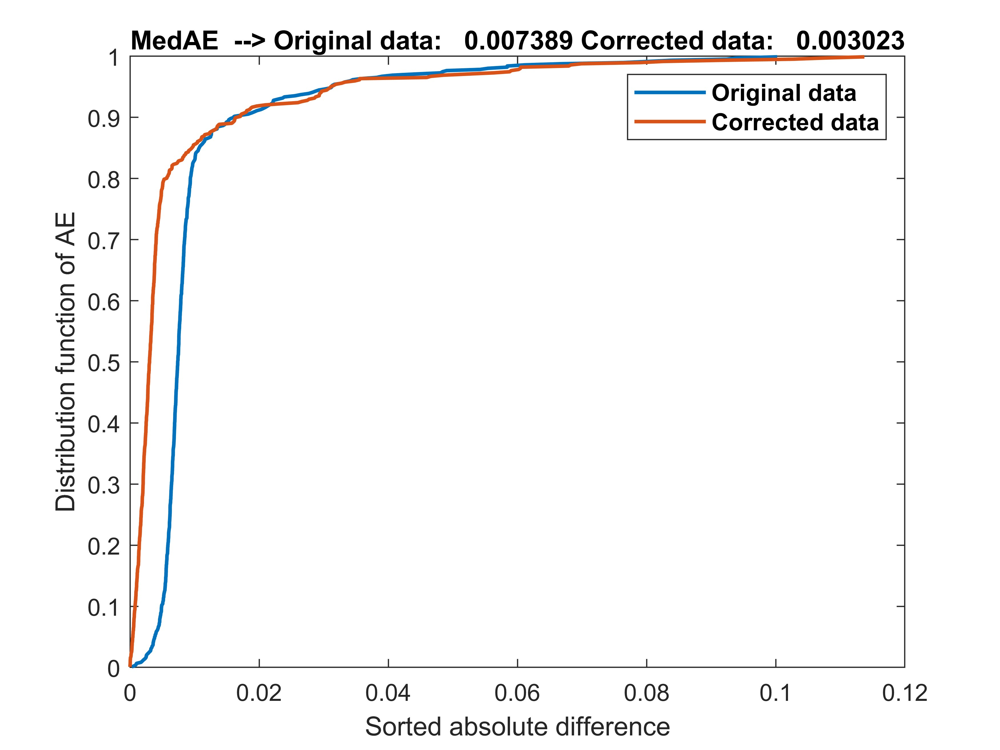 MedAE --> Original data: 0.007389 Corrected data: 0.003023
1
0.9
0.8
0.7
0.6
0.5
0.4
0.3
0.2
0.1
0
Distribution function of AE
Original data
Corrected data
0 0.02 0.04 0.06 0.08 0.1 0.12
Sorted absolute difference